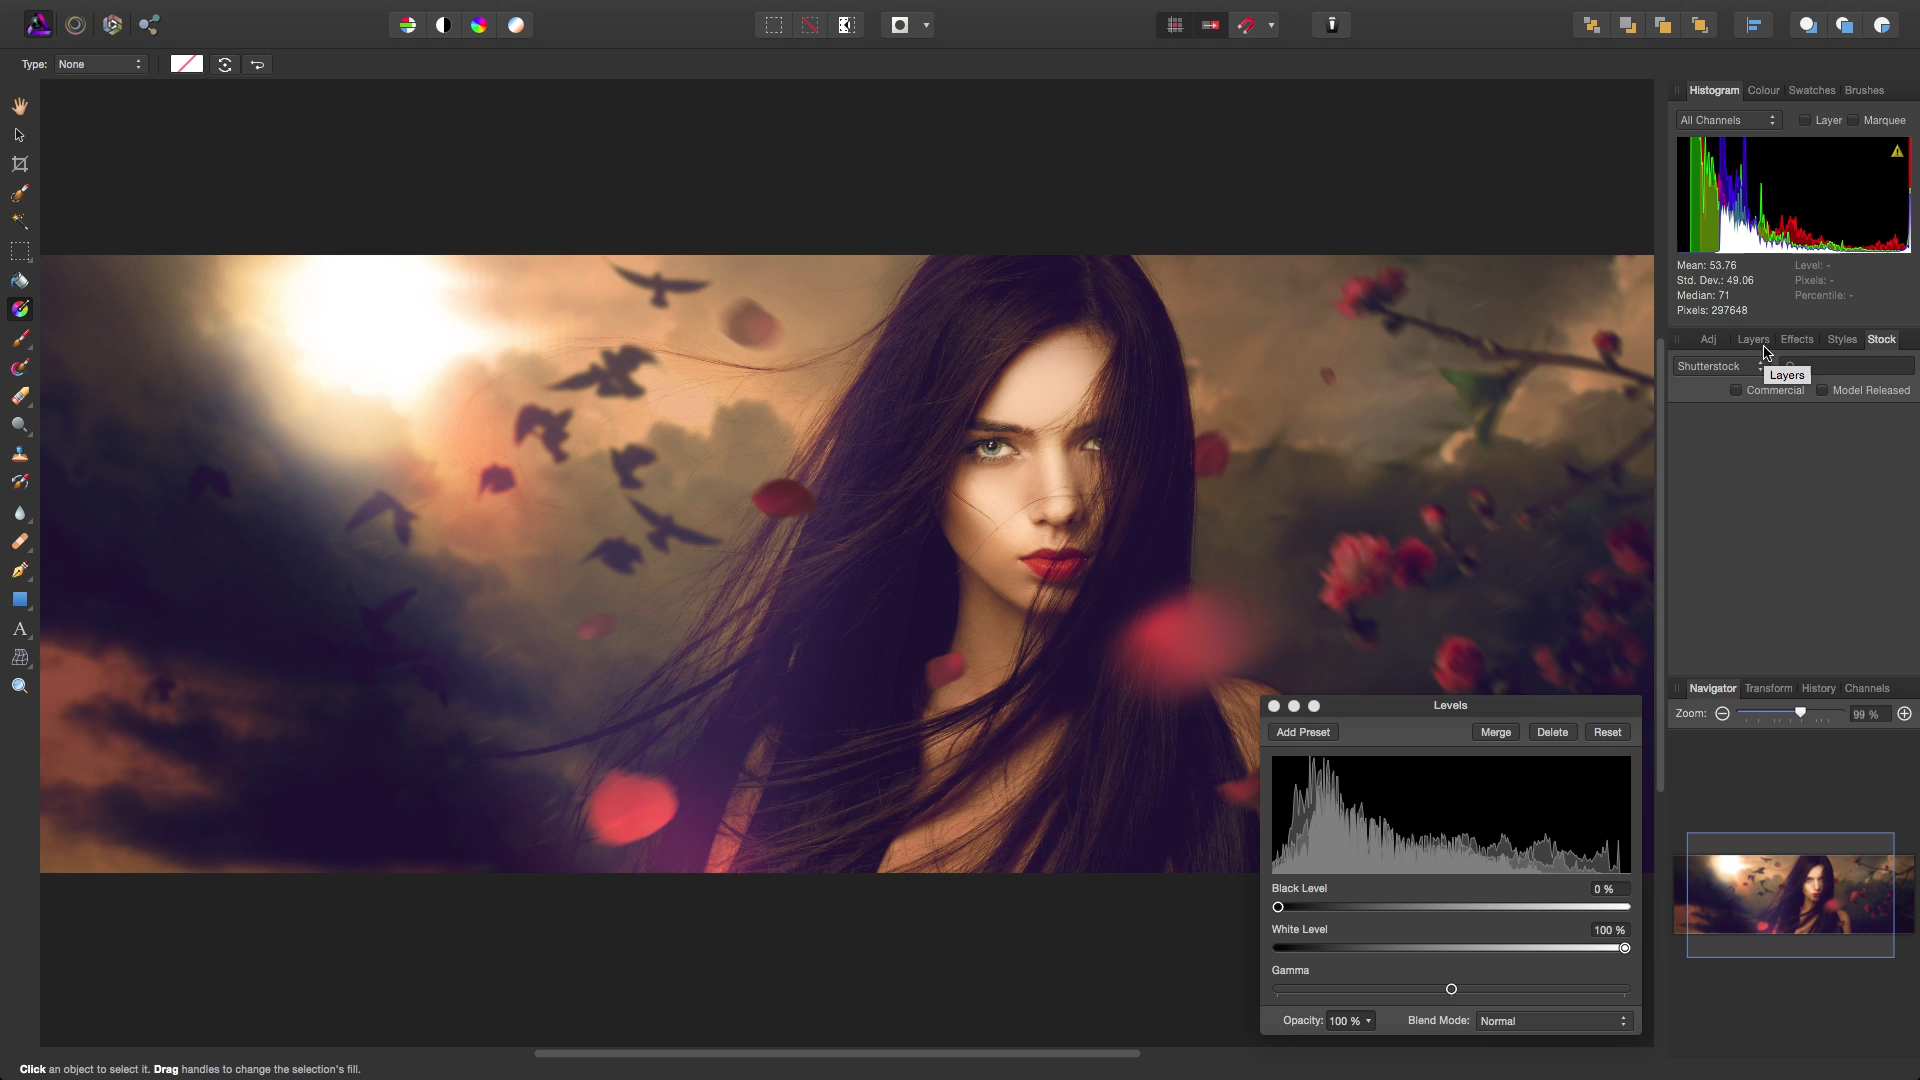 Type: None
Histogram Colour Swatches Brushes
All Channels Layer Marquee
Mean: 53.76 Level: -
Std. Dev.: 49.06 Pixels: -
Median: 71 Percentile: -
Pixels: 297648
Adj Layers Effects Styles Stock
Shutterstock
Layers
Commercial Model Released
Navigator Transform History Channels
Zoom: 99 %
Levels
Add Preset Merge Delete Reset
Black Level 0 %
White Level 100 %
Gamma
Opacity: 100 % Blend Mode: Normal
Click an object to select it. Drag handles to change the selection's fill.